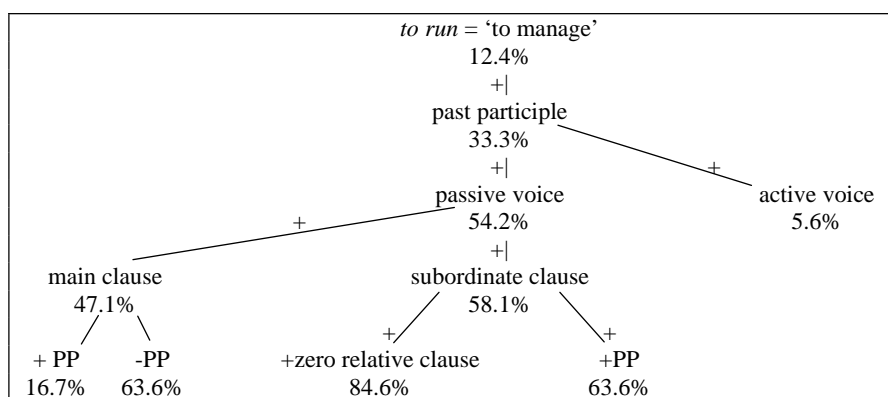 to run = ‘to manage’
12.4%
+|
past participle
33.3%
+| +
passive voice active voice
+ 54.2% 5.6%
+|
main clause subordinate clause
47.1% 58.1%
+ +
+ PP -PP +zero relative clause +PP
16.7% 63.6% 84.6% 63.6%